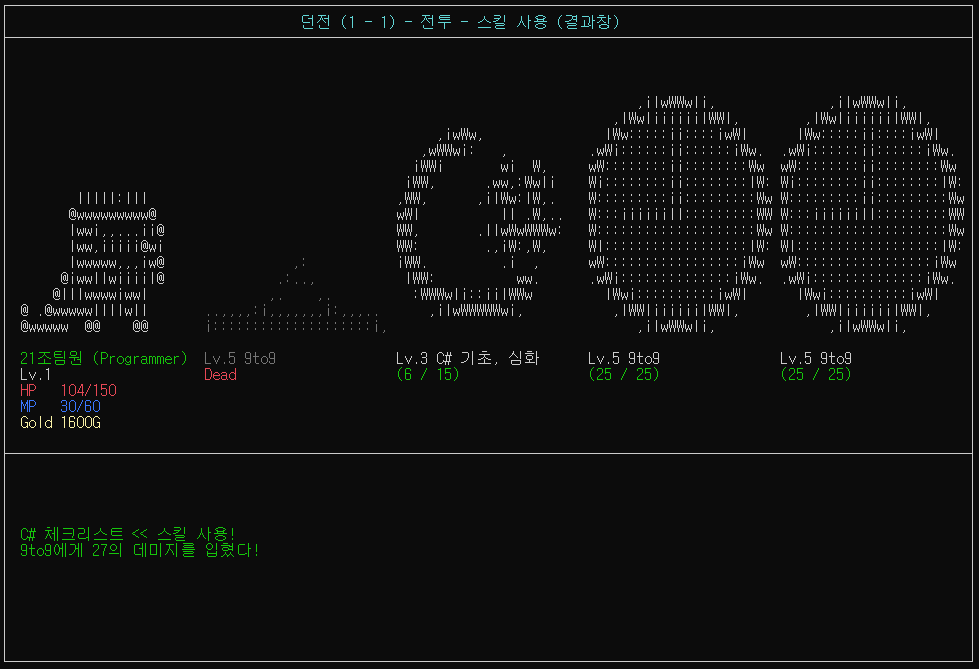 던전 (1 - 1) - 전투 - 스킬 사용 (결과창)
21조팀원 (Programmer)
Lv.1
HP 104/150
MP 30/60
Gold 1600G
Lv.5 9to9
Dead
Lv.3 C# 기초, 심화
(6 / 15)
Lv.5 9to9
(25 / 25)
Lv.5 9to9
(25 / 25)
C# 체크리스트 << 스킬 사용!
9to9에게 27의 데미지를 입혔다!